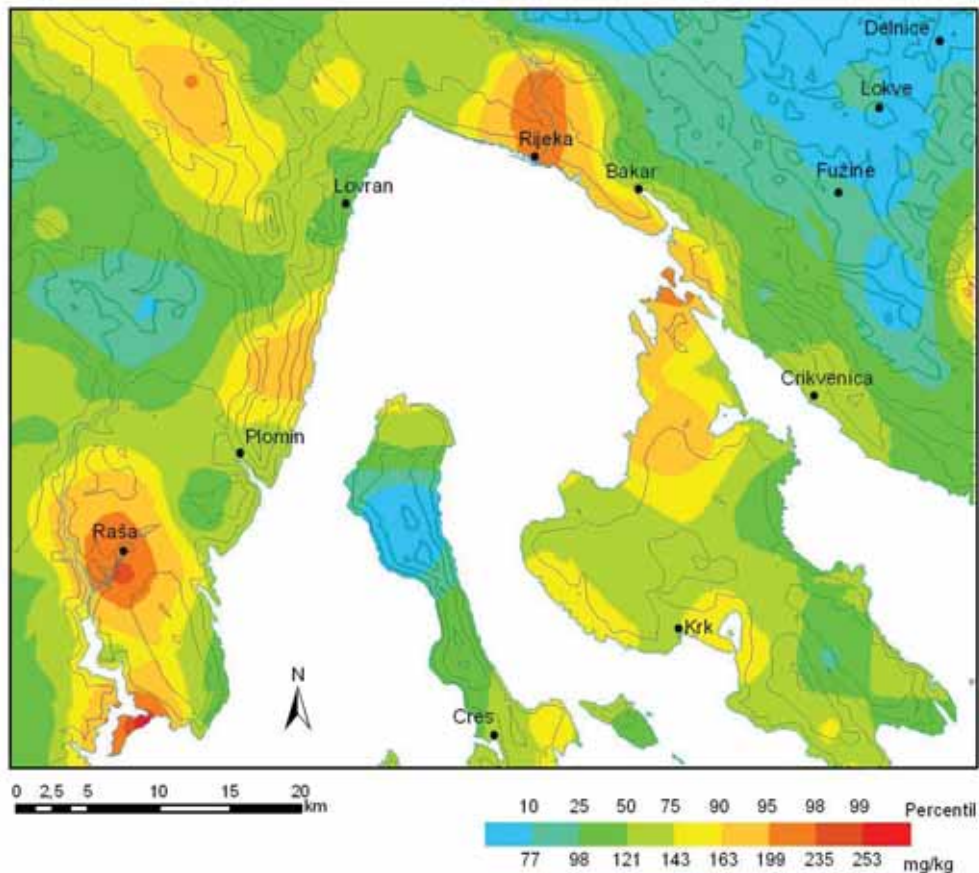 Delnice
Lokve
Rijeka
Bakar
Fužine
Lovran
Crikvenica
Plomin
Raša
Krk
N
Cres
0 2,5 5 10 15 20
km
10 25 50 75 90 95 98 99 Percentil
77 98 121 143 163 199 235 253 mg/kg